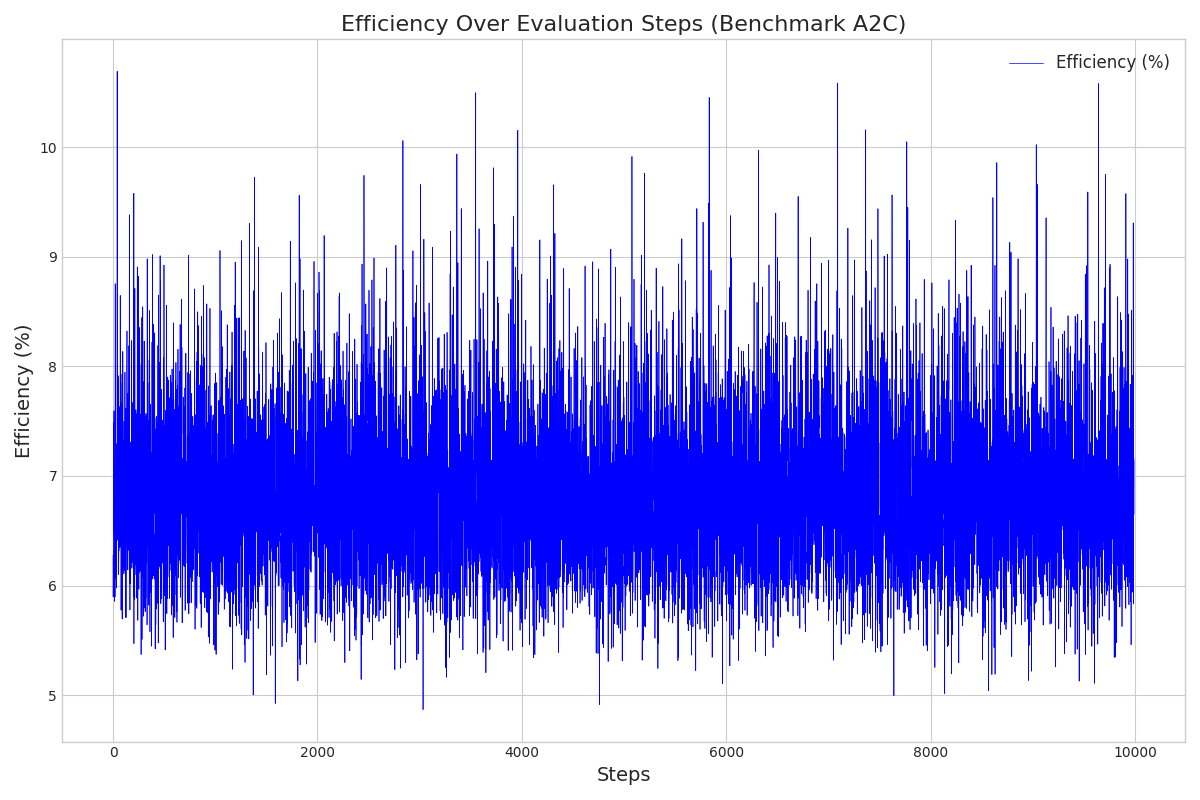 Efficiency Over Evaluation Steps (Benchmark A2C)
Efficiency (%)
10
9
8
7
6
5
Efficiency (%)
0 2000 4000 6000 8000 10000
Steps